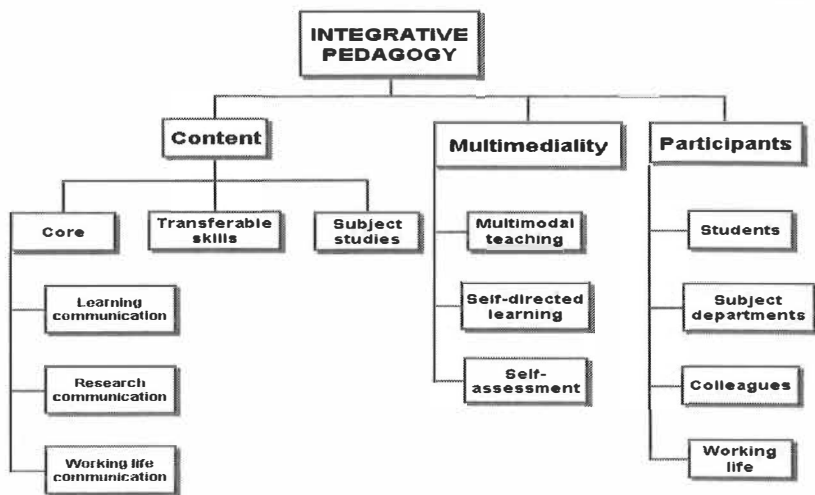 INTEGRATIVE
PEDAGOGY
Content
Multimediality
Participants
Core
Transferable
skills
Subject
studies
Learning
communication
Research
communication
Working life
communication
Multimodal
teaching
Self-directed
learning
Self-
assessment
Students
Subject
departments
Colleagues
Working
life